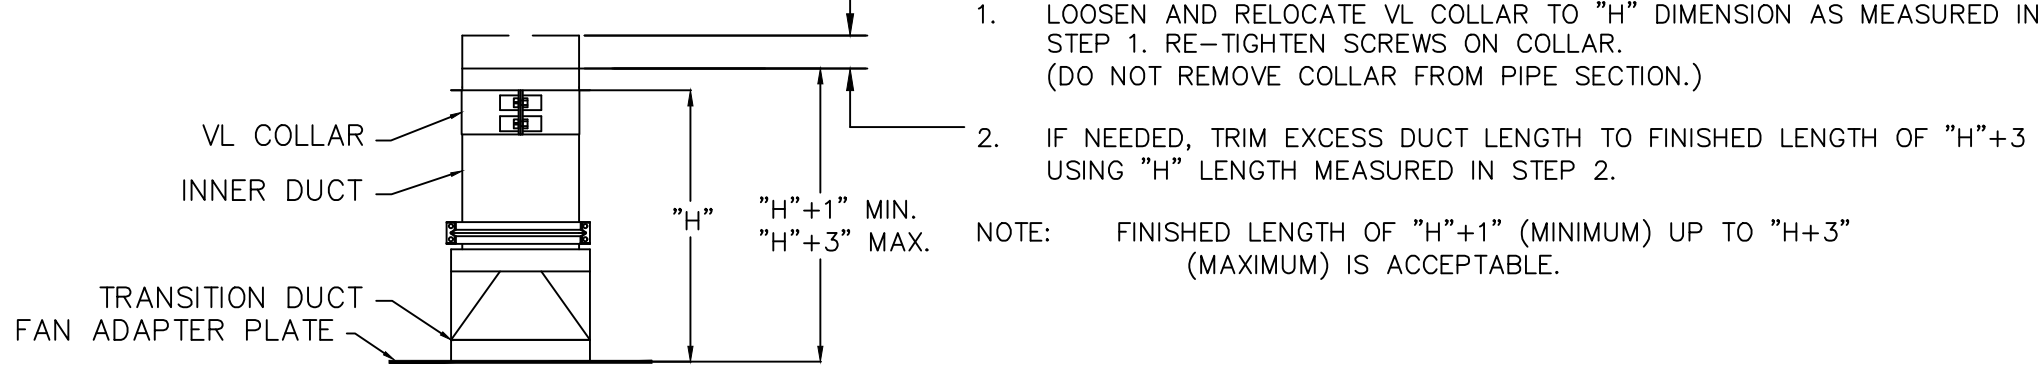 VL COLLAR
INNER DUCT
TRANSITION DUCT
FAN ADAPTER PLATE
"H"
"H"+1" MIN.
"H"+3" MAX.
1. LOOSEN AND RELOCATE VL COLLAR TO "H" DIMENSION AS MEASURED IN
STEP 1. RE-TIGHTEN SCREWS ON COLLAR.
(DO NOT REMOVE COLLAR FROM PIPE SECTION.)
2. IF NEEDED, TRIM EXCESS DUCT LENGTH TO FINISHED LENGTH OF "H"+3
USING "H" LENGTH MEASURED IN STEP 2.
NOTE: FINISHED LENGTH OF "H"+1" (MINIMUM) UP TO "H+3"
(MAXIMUM) IS ACCEPTABLE.